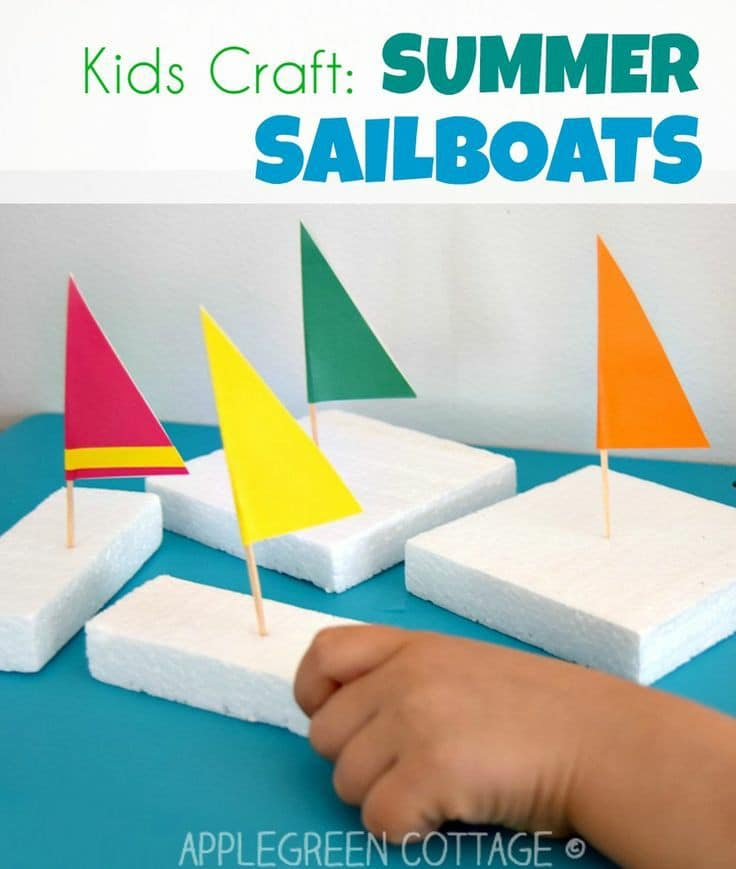 Kids Craft: SUMMER
SAILBOATS
APPLEGREEN COTTAGE ©